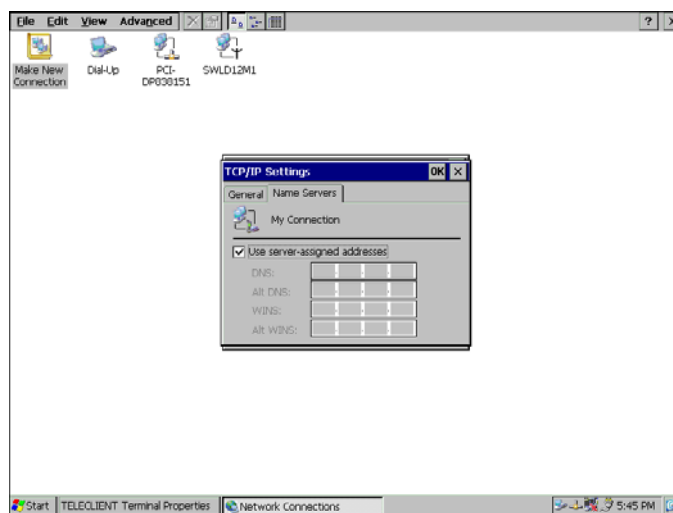 File Edit View Advanced ?
Make New Connection
Dial-Up
PCI-DP838151
SWLD12M1
TCP/IP Settings OK
General Name Servers
My Connection
Use server-assigned addresses
DNS:
Alt DNS:
WINS:
Alt WINS:
Start TELECLIENT Terminal Properties Network Connections 5:45 PM